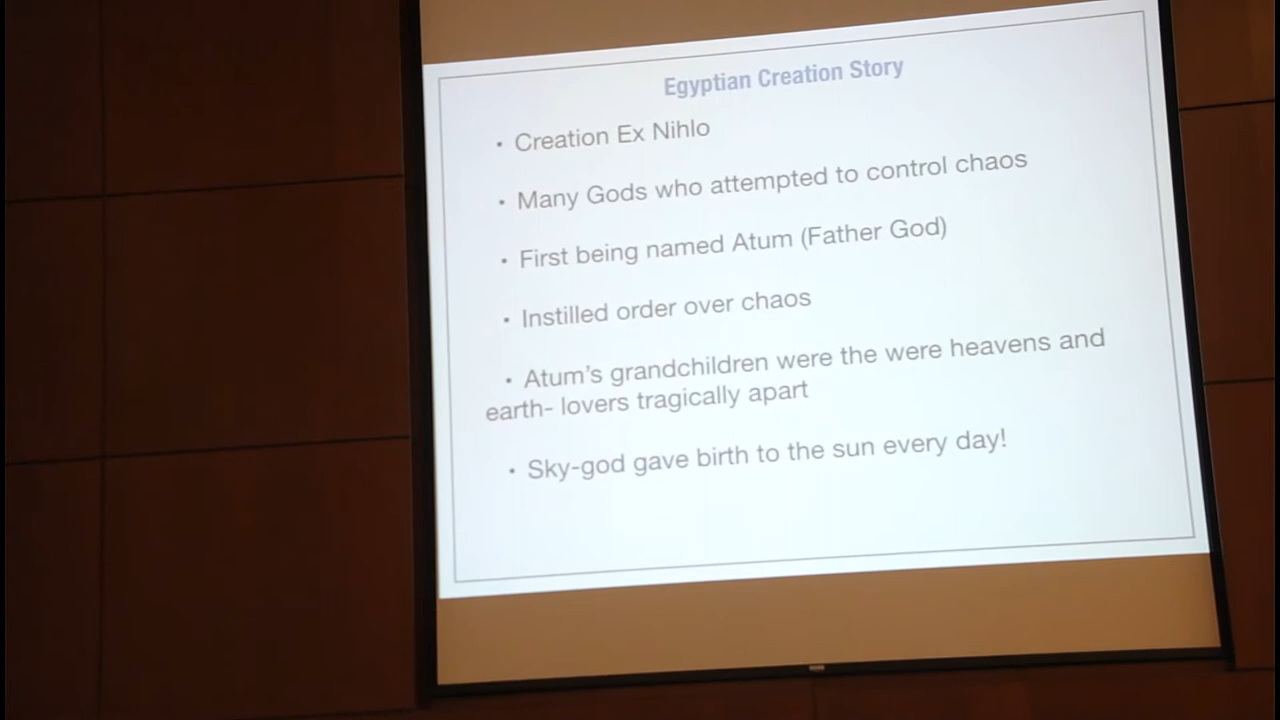 Egyptian Creation Story
• Creation Ex Nihlo
• Many Gods who attempted to control chaos
• First being named Atum (Father God)
• Instilled order over chaos
• Atum's grandchildren were the were heavens and
earth- lovers tragically apart
• Sky-god gave birth to the sun every day!